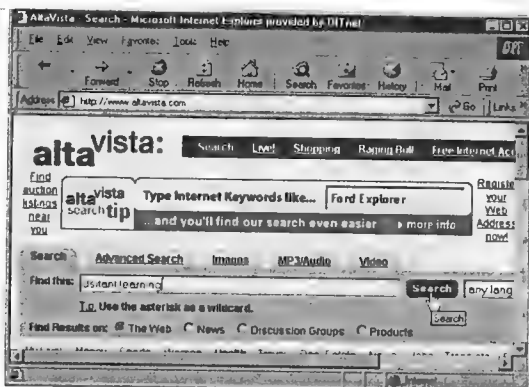 AltaVista - Search - Microsoft Internet Explorer provided by DITnet
File Edit View Favorites Tools Help
Forward Stop Refresh Home Search Favorites History Mail Print
Address http://www.altavista.com Go Links
altavista: Search Live! Shopping Raging Bull Free Internet Acc
Find auction listings near you
altavista search tip
Type Internet Keywords like... Ford Explorer
...and you'll find our search even easier more info
Register your Web Address now!
Search Advanced Search Images MP3/Audio Video
Find this: distant learning Search any lang
Tip: Use the asterisk as a wildcard.
Search
Find Results on: The Web News Discussion Groups Products